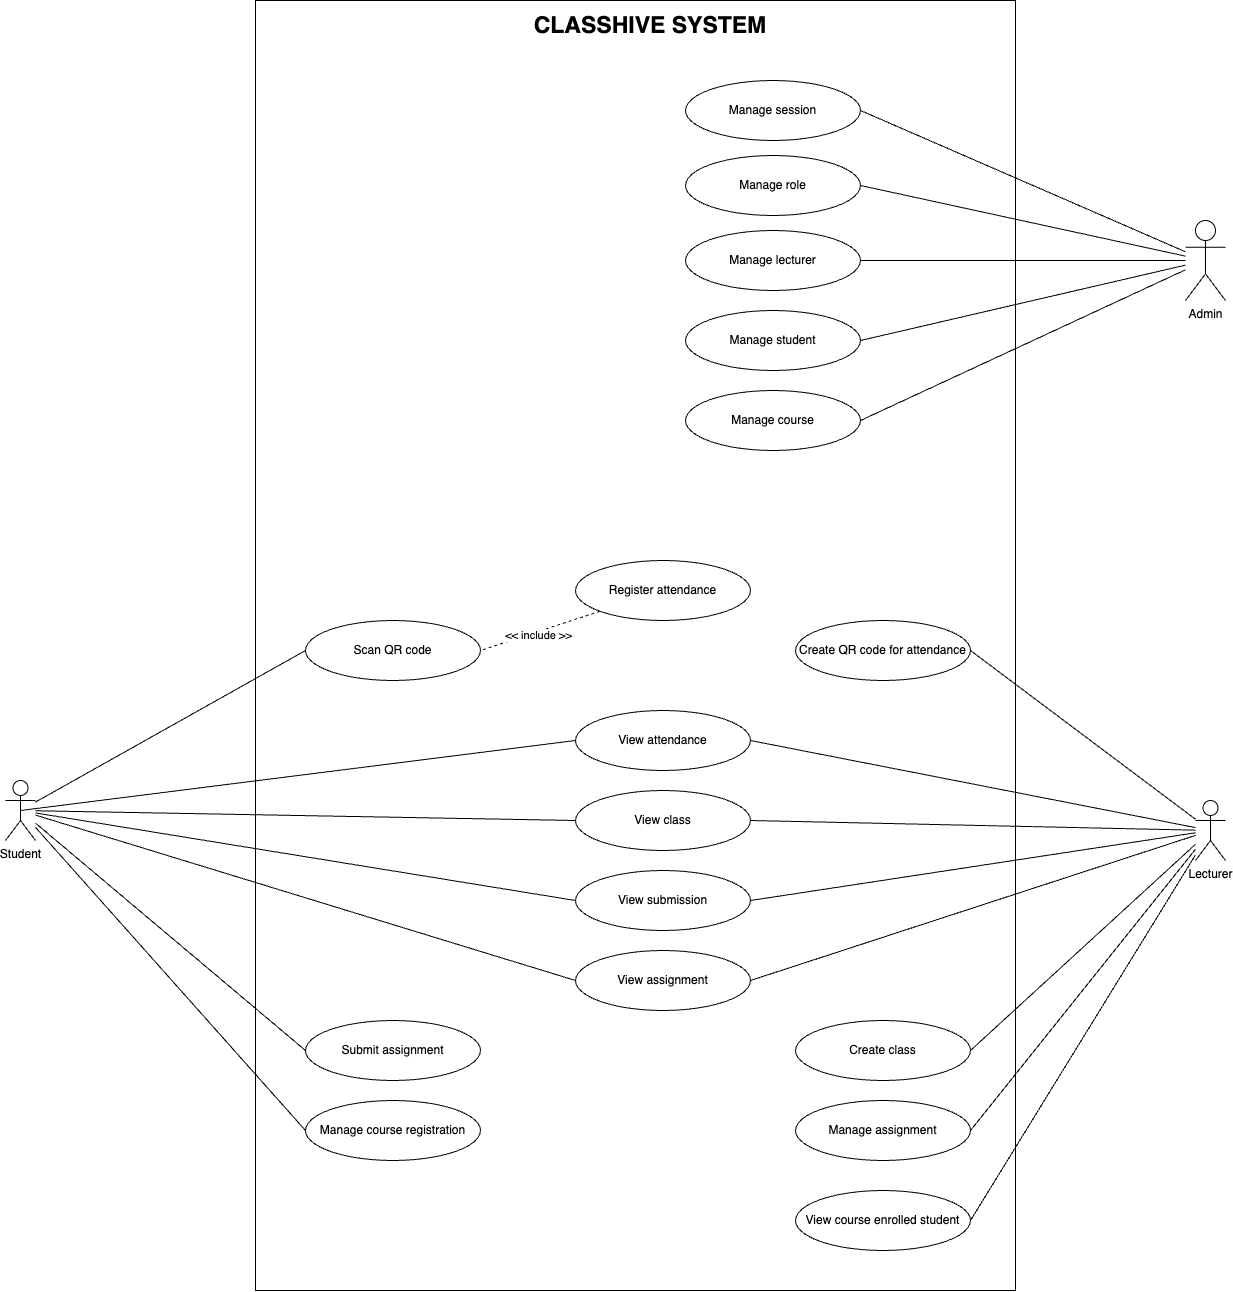 CLASSHIVE SYSTEM
Manage session
Manage role
Manage lecturer
Admin
Manage student
Manage course
Register attendance
<< include >>
Scan QR code
Create QR code for attendance
View attendance
View class
Student
Lecturer
View submission
View assignment
Submit assignment
Create class
Manage course registration
Manage assignment
View course enrolled student